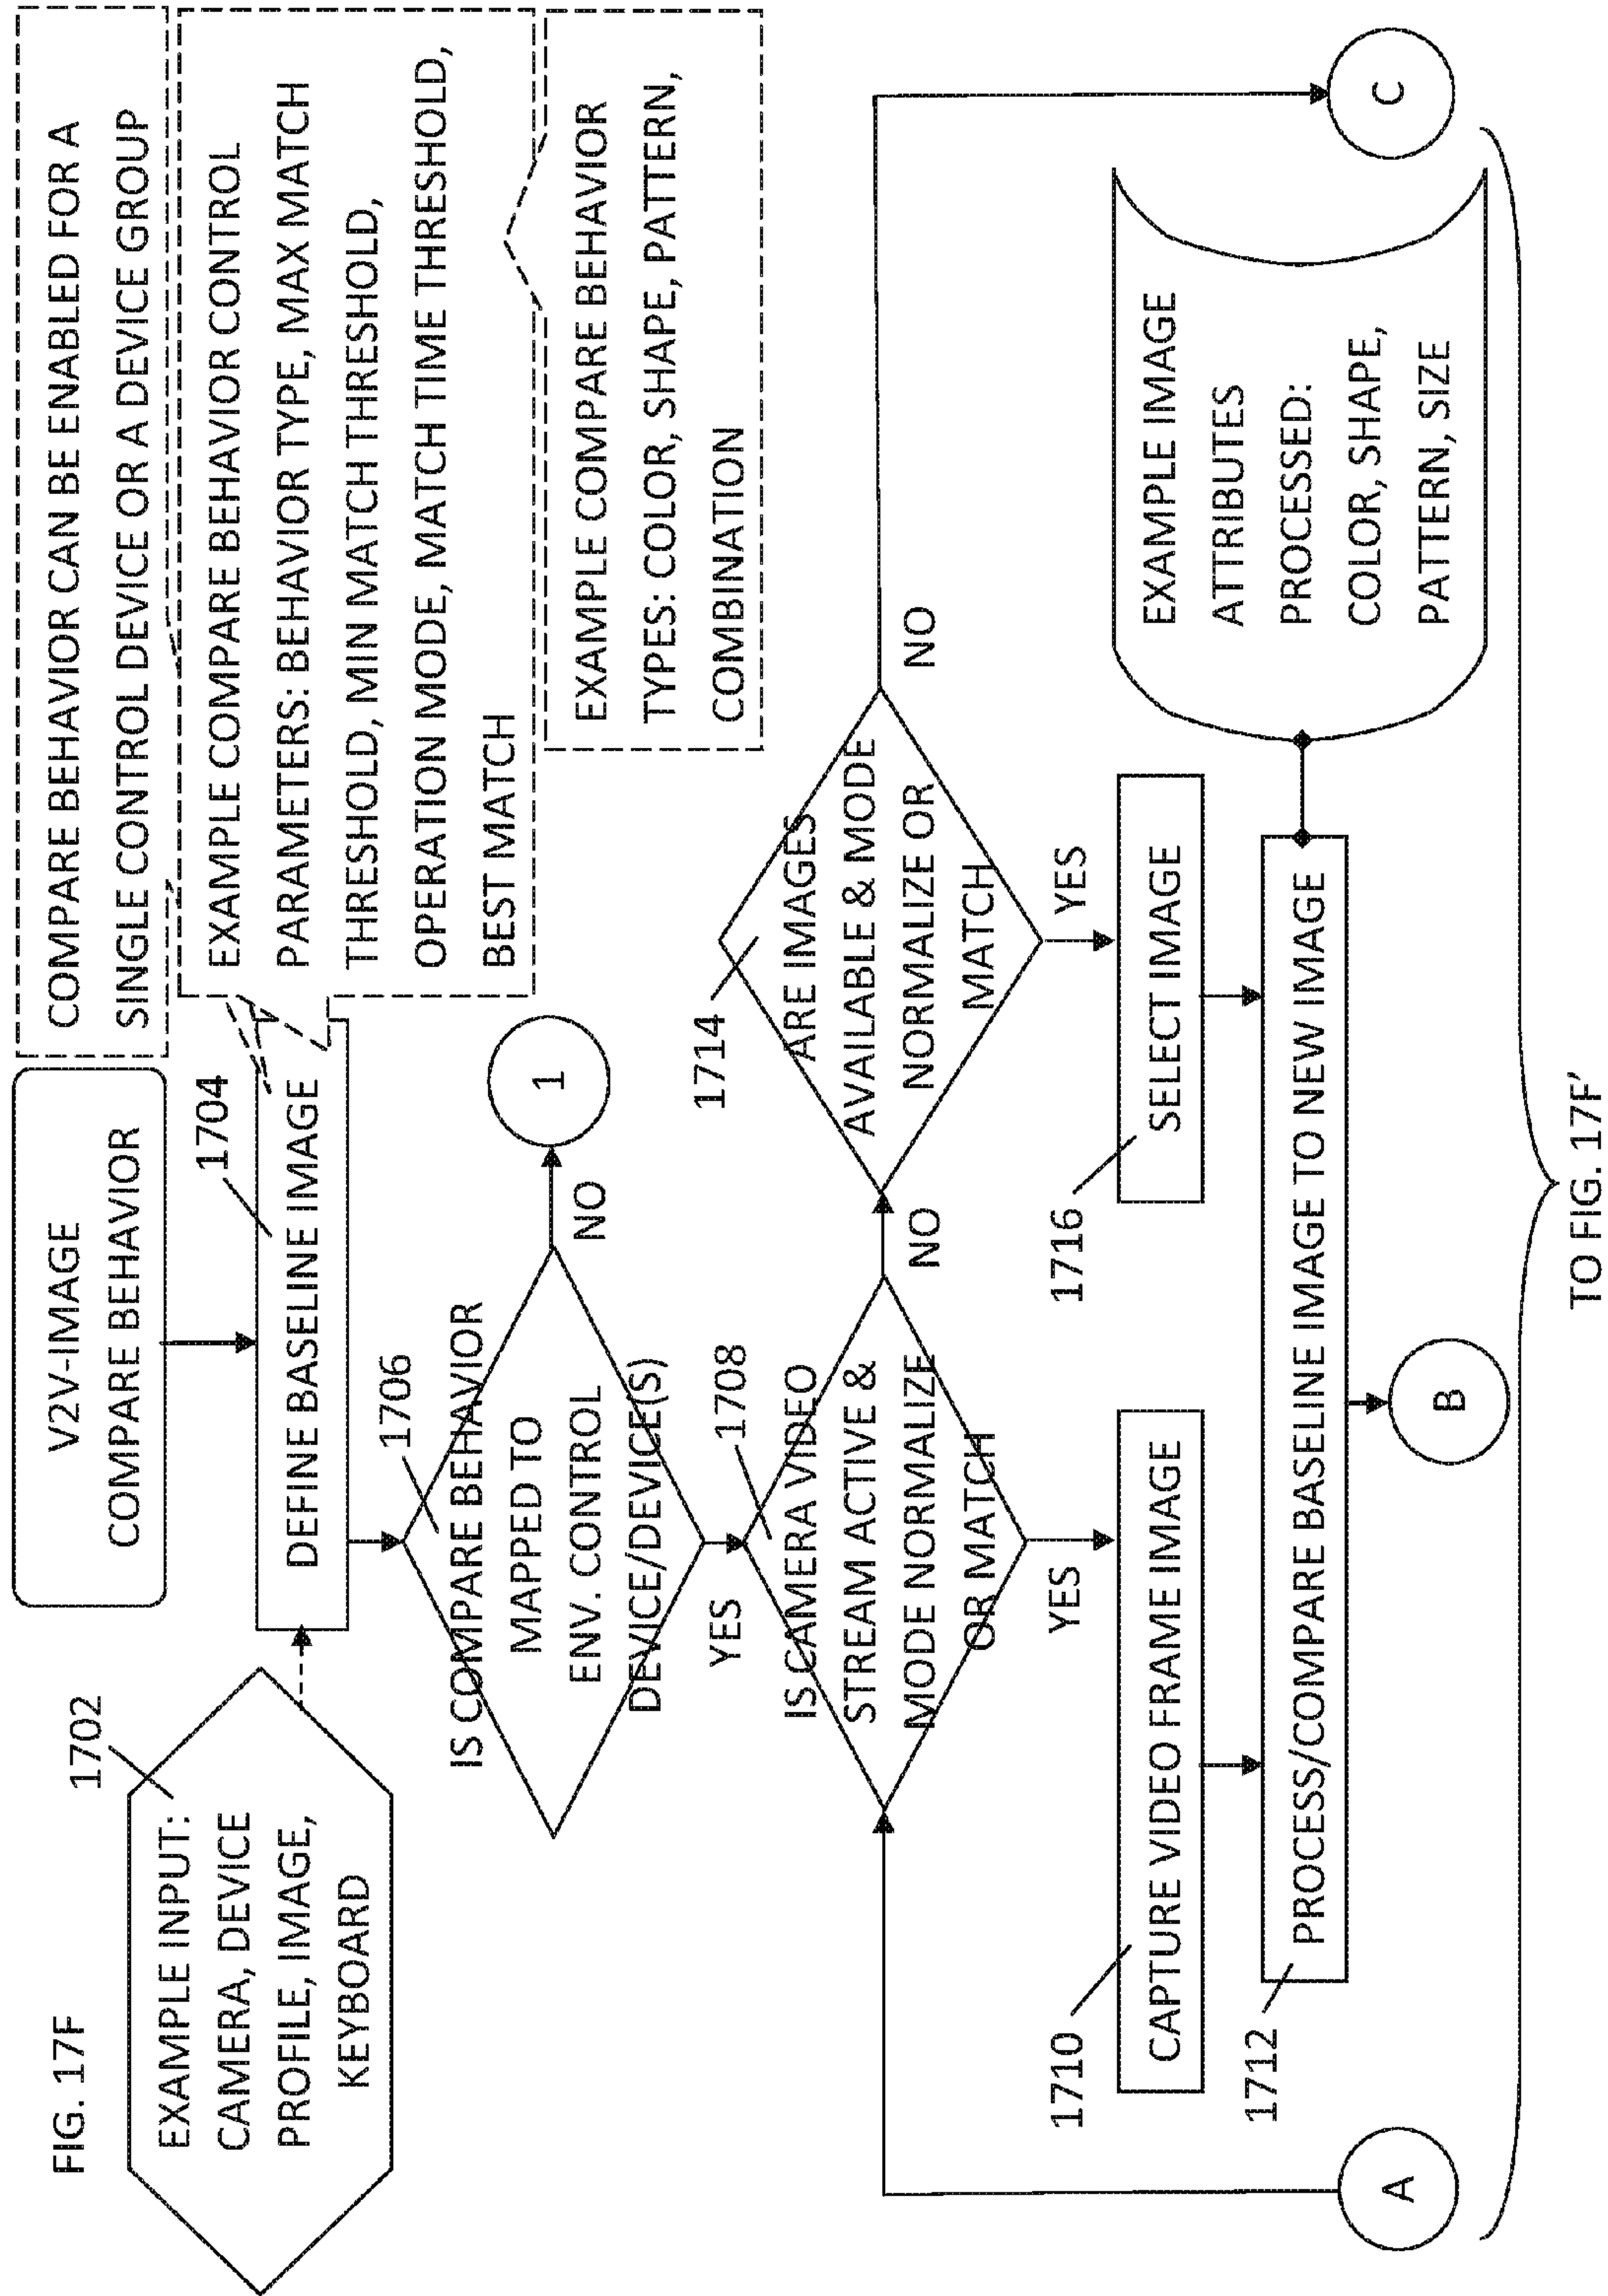 FIG. 17F
1702
EXAMPLE INPUT:
CAMERA, DEVICE
PROFILE, IMAGE,
KEYBOARD
V2V-IMAGE
COMPARE BEHAVIOR
COMPARE BEHAVIOR CAN BE ENABLED FOR A
SINGLE CONTROL DEVICE OR A DEVICE GROUP
1704
DEFINE BASELINE IMAGE
EXAMPLE COMPARE BEHAVIOR CONTROL
PARAMETERS: BEHAVIOR TYPE, MAX MATCH
THRESHOLD, MIN MATCH THRESHOLD,
OPERATION MODE, MATCH TIME THRESHOLD,
BEST MATCH
EXAMPLE COMPARE BEHAVIOR
TYPES: COLOR, SHAPE, PATTERN,
COMBINATION
1706
IS COMPARE BEHAVIOR
MAPPED TO
ENV. CONTROL
DEVICE/DEVICE(S)
NO
1
YES
1708
IS CAMERA VIDEO
STREAM ACTIVE &
MODE NORMALIZE
OR MATCH
NO
1714
ARE IMAGES
AVAILABLE & MODE
NORMALIZE OR
MATCH
NO
YES
YES
1710
CAPTURE VIDEO FRAME IMAGE
1716
SELECT IMAGE
EXAMPLE IMAGE
ATTRIBUTES
PROCESSED:
COLOR, SHAPE,
PATTERN, SIZE
1712
PROCESS/COMPARE BASELINE IMAGE TO NEW IMAGE
A
B
C
TO FIG. 17F'